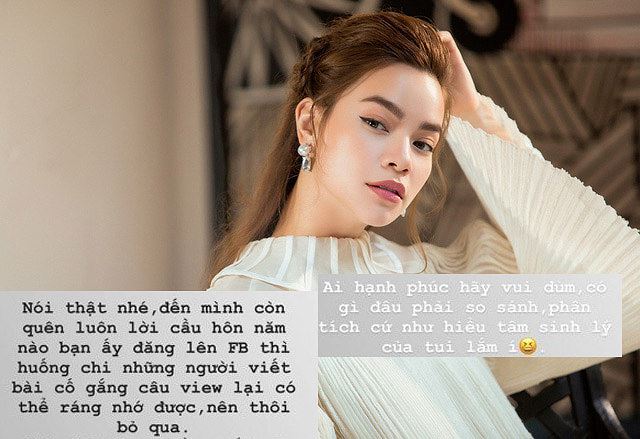 Nói thật nhé,đến mình còn
quên luôn lời cầu hôn năm
nào bạn ấy đăng lên FB thì
huống chi những người viết
bài cố gắng câu view lại có
thể ráng nhớ được,nên thôi
bỏ qua.
Ai hạnh phúc hãy vui dùm,có
gì đâu phải so sánh,phân
tích cứ như hiểu tâm sinh lý
của tui lắm í😆.